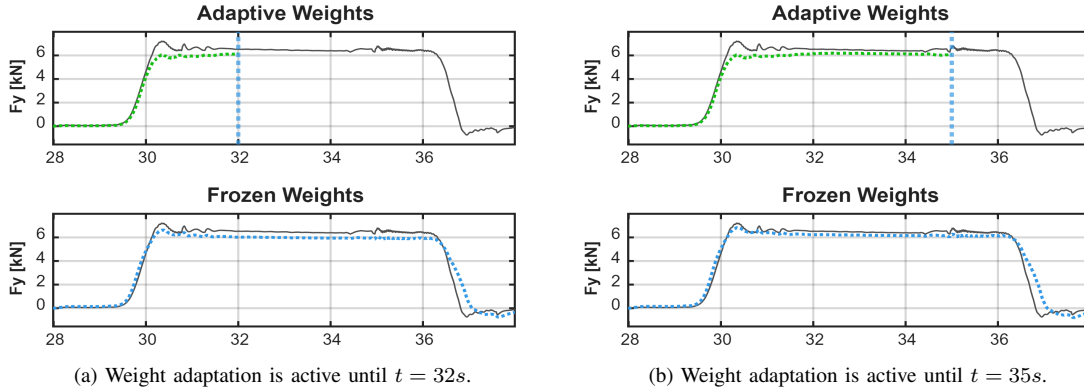 Adaptive Weights
Fy [kN]
6
4
2
0
28 30 32 34 36
Frozen Weights
Fy [kN]
6
4
2
0
28 30 32 34 36
(a) Weight adaptation is active until t = 32s.
Adaptive Weights
Fy [kN]
6
4
2
0
28 30 32 34 36
Frozen Weights
Fy [kN]
6
4
2
0
28 30 32 34 36
(b) Weight adaptation is active until t = 35s.